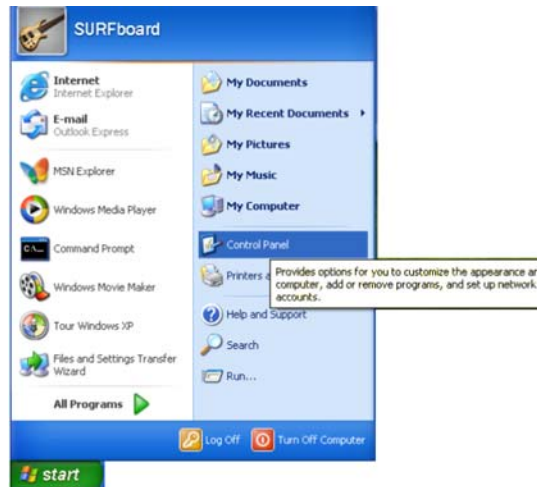 SURFboard
Internet
Internet Explorer
E-mail
Outlook Express
MSN Explorer
Windows Media Player
Command Prompt
Windows Movie Maker
Tour Windows XP
Files and Settings Transfer
Wizard
All Programs
My Documents
My Recent Documents
My Pictures
My Music
My Computer
Control Panel
Printers a
Provides options for you to customize the appearance an
computer, add or remove programs, and set up network
accounts.
Help and Support
Search
Run...
Log Off
Turn Off Computer
start